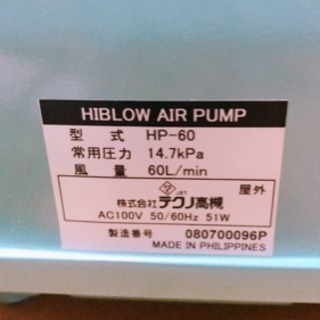 HIBLOW AIR PUMP
型 式 HP-60
常用圧力 14.7kPa
風 量 60L/min
JET 屋外
株式会社テクノ高槻
AC100V 50/60Hz 51W
製造番号 080700096P
MADE IN PHILIPPINES